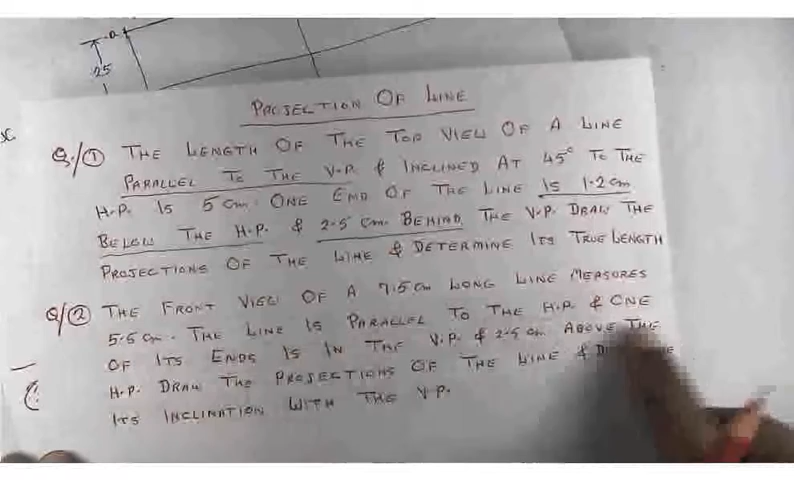 25
PROJECTION OF LINE
Q/① THE LENGTH OF THE TOP VIEW OF A LINE
PARALLEL TO THE V.P. & INCLINED AT 45° TO THE
H.P. IS 5 cm. ONE END OF THE LINE IS 1.2 cm
BELOW THE H.P. & 2.5 cm. BEHIND THE V.P. DRAW THE
PROJECTIONS OF THE LINE & DETERMINE ITS TRUE LENGTH
Q/② THE FRONT VIEW OF A 7.5 cm LONG LINE MEASURES
5.5 cm. THE LINE IS PARALLEL TO THE H.P. & ONE
OF ITS ENDS IS IN THE V.P. & 2.5 cm ABOVE THE
H.P. DRAW THE PROJECTIONS OF THE LINE &
ITS INCLINATION WITH THE V.P.